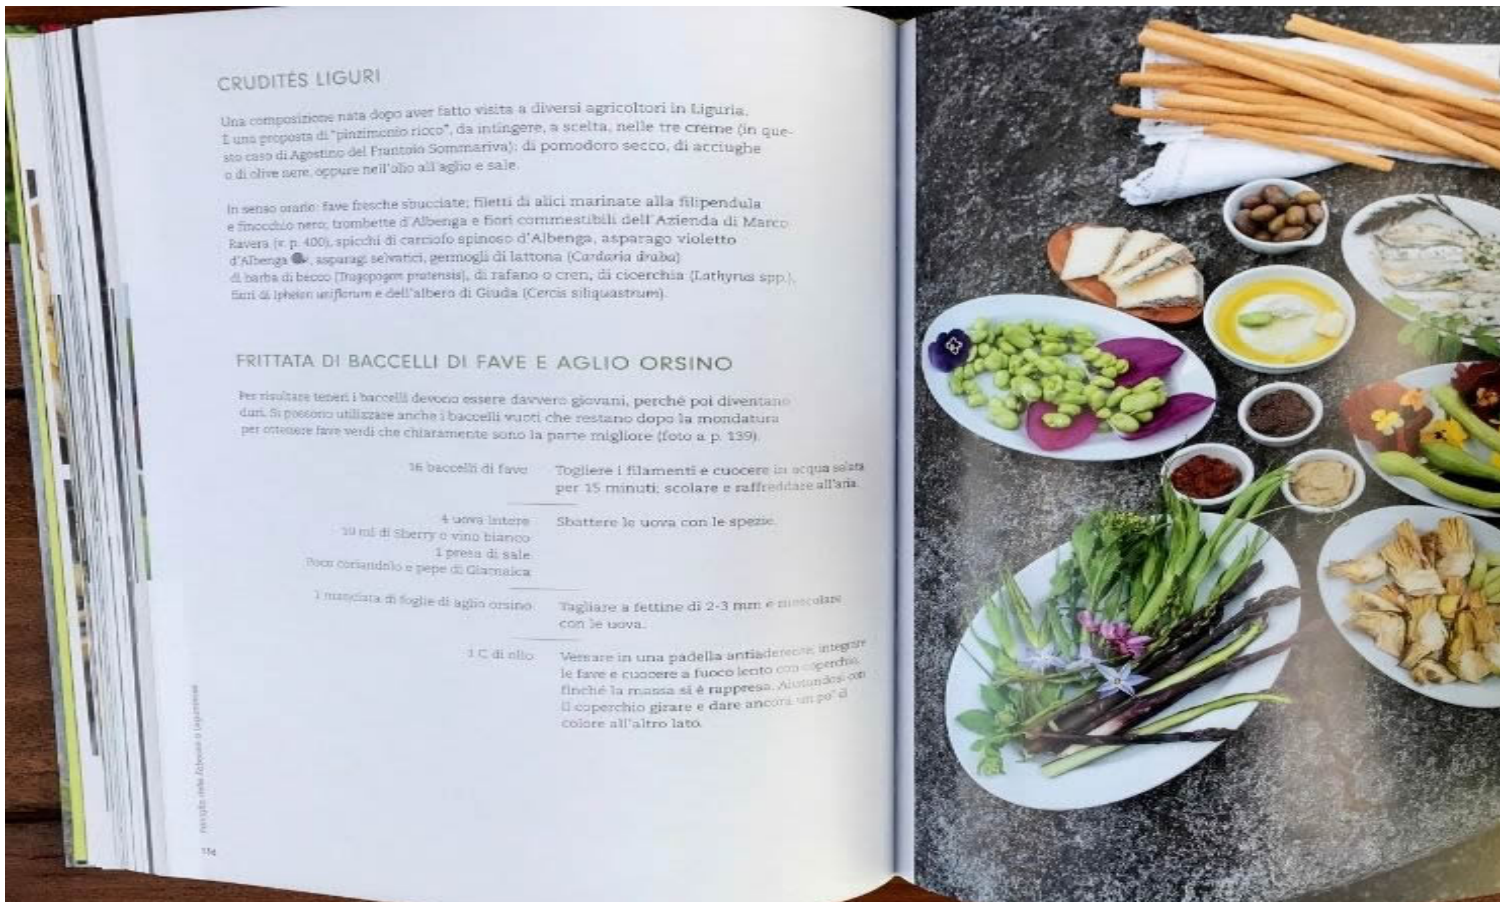 CRUDITÉS LIGURI
Una composizione nata dopo aver fatto visita a diversi agricoltori in Liguria.
È una proposta di "pinzimonio ricco", da intingere, a scelta, nelle tre creme (in que-
sto caso di Agostino del Frantoio Sommariva): di pomodoro secco, di acciughe
o di olive nere, oppure nell'olio all'aglio e sale.
In senso orario: fave fresche sbucciate; filetti di alici marinate alla filipendula
e finocchio nero; trombette d'Albenga e fiori commestibili dell'Azienda di Marco
Ravera (v. p. 400), spicchi di carciofo spinoso d'Albenga, asparago violetto
d'Albenga, asparagi selvatici, germogli di lattona (Cardaria draba)
di barba di becco (Tragopogon pratensis), di rafano o cren, di cicerchia (Lathyrus spp.),
fiori di Ipheion uniflorum e dell'albero di Giuda (Cercis siliquastrum).
FRITTATA DI BACCELLI DI FAVE E AGLIO ORSINO
Per risultare teneri i baccelli devono essere davvero giovani, perché poi diventano
duri. Si possono utilizzare anche i baccelli vuoti che restano dopo la mondatura
per ottenere fave verdi che chiaramente sono la parte migliore (foto a p. 139).
16 baccelli di fave Togliere i filamenti e cuocere in acqua salata
per 15 minuti; scolare e raffreddare all'aria.
4 uova intere Sbattere le uova con le spezie.
10 ml di Sherry o vino bianco
1 presa di sale
Poco coriandolo e pepe di Giamaica
1 manciata di foglie di aglio orsino Tagliare a fettine di 2-3 mm e mescolare
con le uova.
1 C di olio Versare in una padella antiaderente, integrare
le fave e cuocere a fuoco lento con coperchio
finché la massa si è rappresa. Aiutandosi con
il coperchio girare e dare ancora un po' di
colore all'altro lato.
Famiglia delle Fabaceae o Leguminose